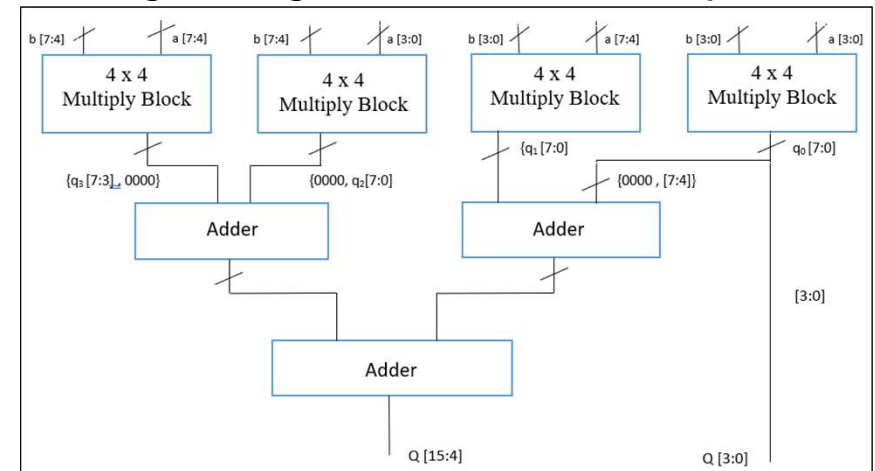 b [7:4]
a [7:4]
b [7:4]
a [3:0]
b [3:0]
a [7:4]
b [3:0]
a [3:0]
4 x 4
Multiply Block
4 x 4
Multiply Block
4 x 4
Multiply Block
4 x 4
Multiply Block
{q₁ [7:0]
q₀ [7:0]
{q₃ [7:3] , 0000}
{0000, q₂[7:0]
{0000 , [7:4]}
Adder
Adder
[3:0]
Adder
Q [15:4]
Q [3:0]